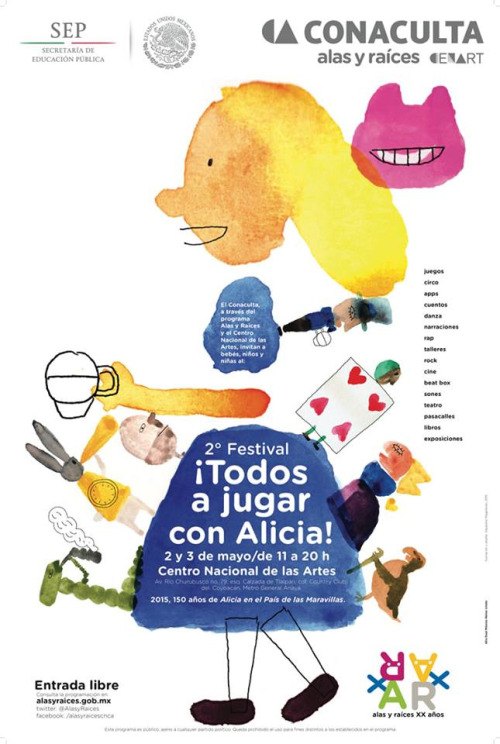 SEP
SECRETARÍA DE
EDUCACIÓN PÚBLICA
ESTADOS UNIDOS MEXICANOS
CONACULTA
alas y raíces CENART
juegos
circo
apps
cuentos
danza
narraciones
rap
talleres
rock
cine
beat box
sones
teatro
pasacalles
libros
exposiciones
El Conaculta,
a través del
programa
Alas y Raíces
y el Centro
Nacional de las
Artes, invitan a
bebés, niños y
niñas al:
2° Festival
¡Todos
a jugar
con Alicia!
2 y 3 de mayo/de 11 a 20 h
Centro Nacional de las Artes
Av. Río Churubusco no. 79, esq. Calzada de Tlalpan, col. Country Club,
del. Coyoacán, Metro General Anaya
2015, 150 años de Alicia en el País de las Maravillas.
Entrada libre
Consulta la programación en
alasyraices.gob.mx
twitter: @AlasyRaices
facebook: /alasyraicescnca
AR
AR
alas y raíces XX años
Este programa es público, ajeno a cualquier partido político. Queda prohibido el uso para fines distintos a los establecidos en el programa.